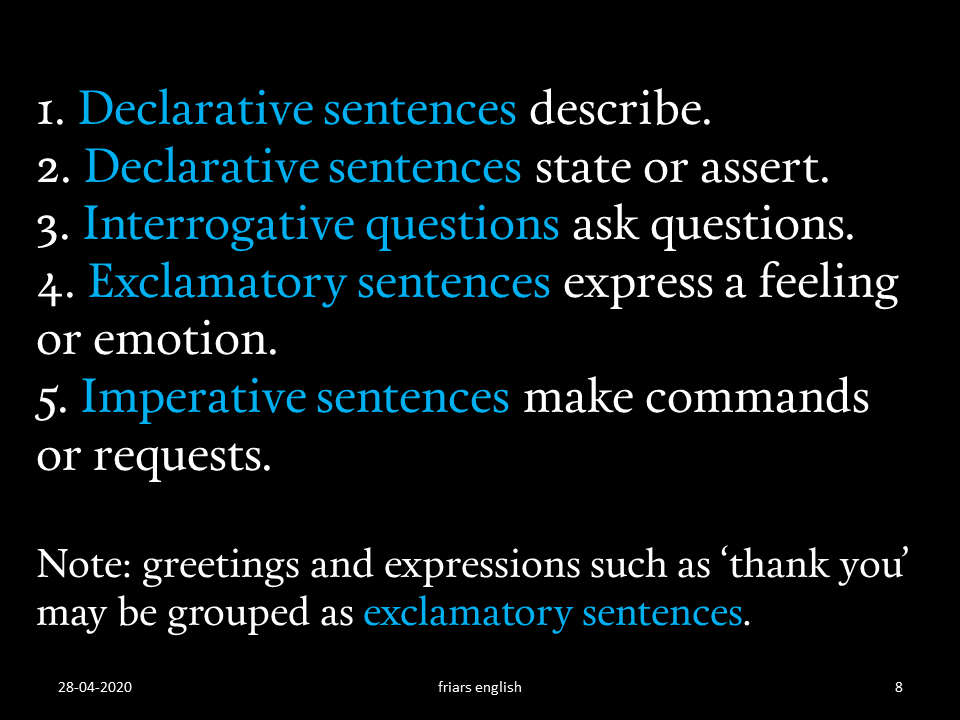 1. Declarative sentences describe.
2. Declarative sentences state or assert.
3. Interrogative questions ask questions.
4. Exclamatory sentences express a feeling
or emotion.
5. Imperative sentences make commands
or requests.
Note: greetings and expressions such as ‘thank you’
may be grouped as exclamatory sentences.
28-04-2020 friars english 8